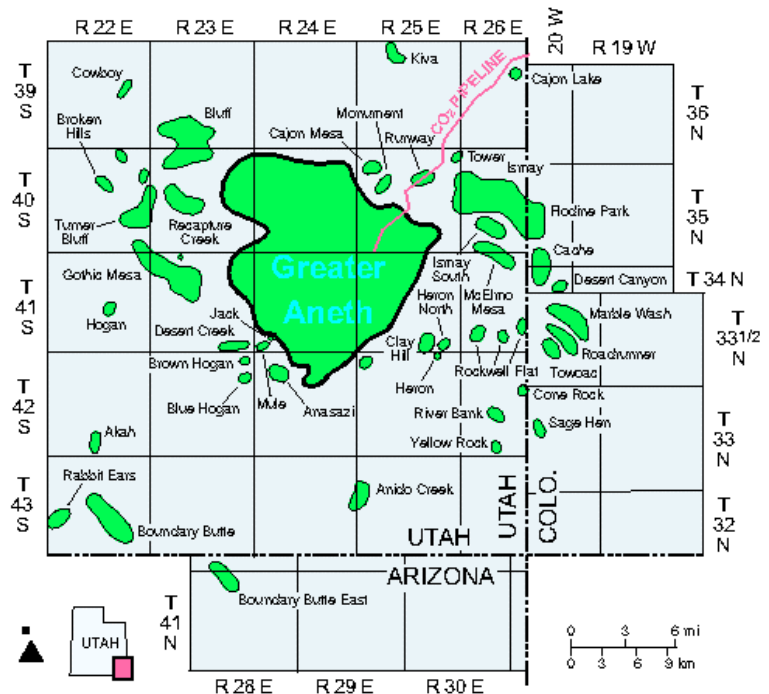 R 22 E
R 23 E
R 24 E
R 25 E
R 26 E
20 W
R 19 W
T
39
S
Cowboy
Kiva
CO2 PIPELINE
Cajon Lake
T
36
N
Broken
Hills
Bluff
Monument
Cajon Mesa
Runway
Tower
Ismay
T
40
S
Turner
Bluff
Recapture
Creek
Flodine Park
T
35
N
Gothic Mesa
Greater
Aneth
Ismay
South
Cache
Desert Canyon
T 34 N
T
41
S
Hogan
Jack
Desert Creek
Heron
North
McElmo
Mesa
Clay
Hill
Marble Wash
Roadrunner
Towoac
T
33 1/2
N
Brown Hogan
Blue Hogan
Mule
Anasazi
Heron
Rockwell Flat
T
42
S
Akah
River Bank
Yellow Rock
Cone Rock
Sage Hen
T
33
N
T
43
S
Rabbit Ears
Boundary Butte
Anido Creek
UTAH
UTAH
COLO.
T
32
N
ARIZONA
T
41
N
Boundary Butte East
R 28 E
R 29 E
R 30 E
UTAH
0 3 6 mi
0 3 6 9 km